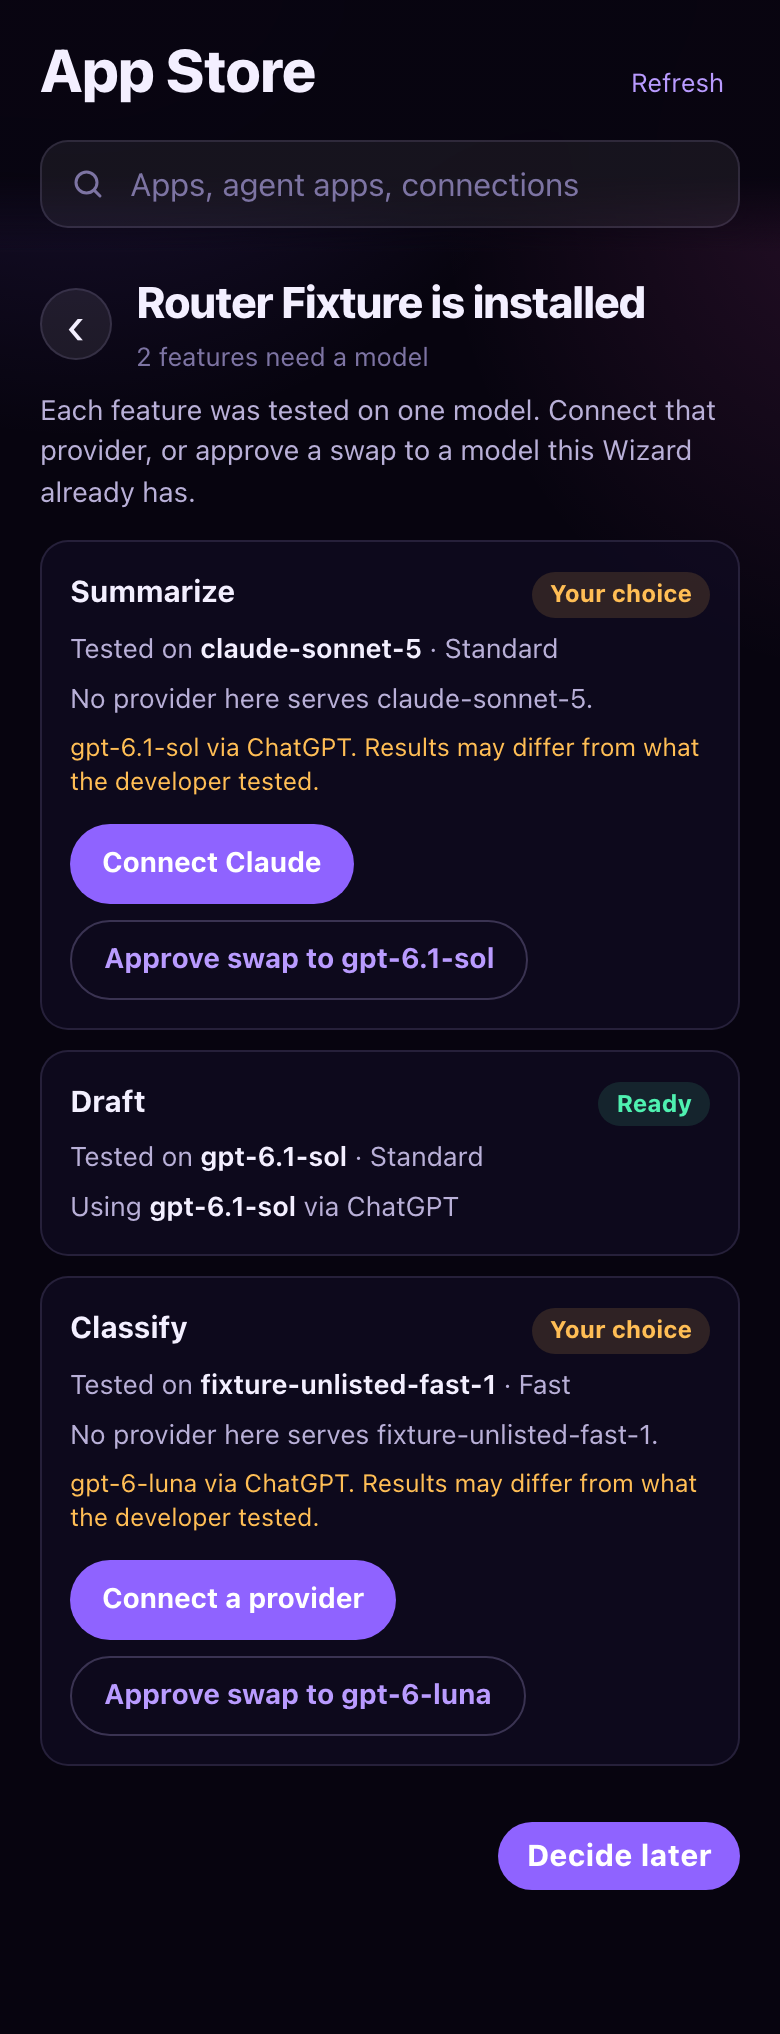 App Store
Refresh
Apps, agent apps, connections
Router Fixture is installed
2 features need a model
Each feature was tested on one model. Connect that
provider, or approve a swap to a model this Wizard
already has.
Summarize
Your choice
Tested on claude-sonnet-5 · Standard
No provider here serves claude-sonnet-5.
gpt-6.1-sol via ChatGPT. Results may differ from what
the developer tested.
Connect Claude
Approve swap to gpt-6.1-sol
Draft
Ready
Tested on gpt-6.1-sol · Standard
Using gpt-6.1-sol via ChatGPT
Classify
Your choice
Tested on fixture-unlisted-fast-1 · Fast
No provider here serves fixture-unlisted-fast-1.
gpt-6-luna via ChatGPT. Results may differ from what
the developer tested.
Connect a provider
Approve swap to gpt-6-luna
Decide later